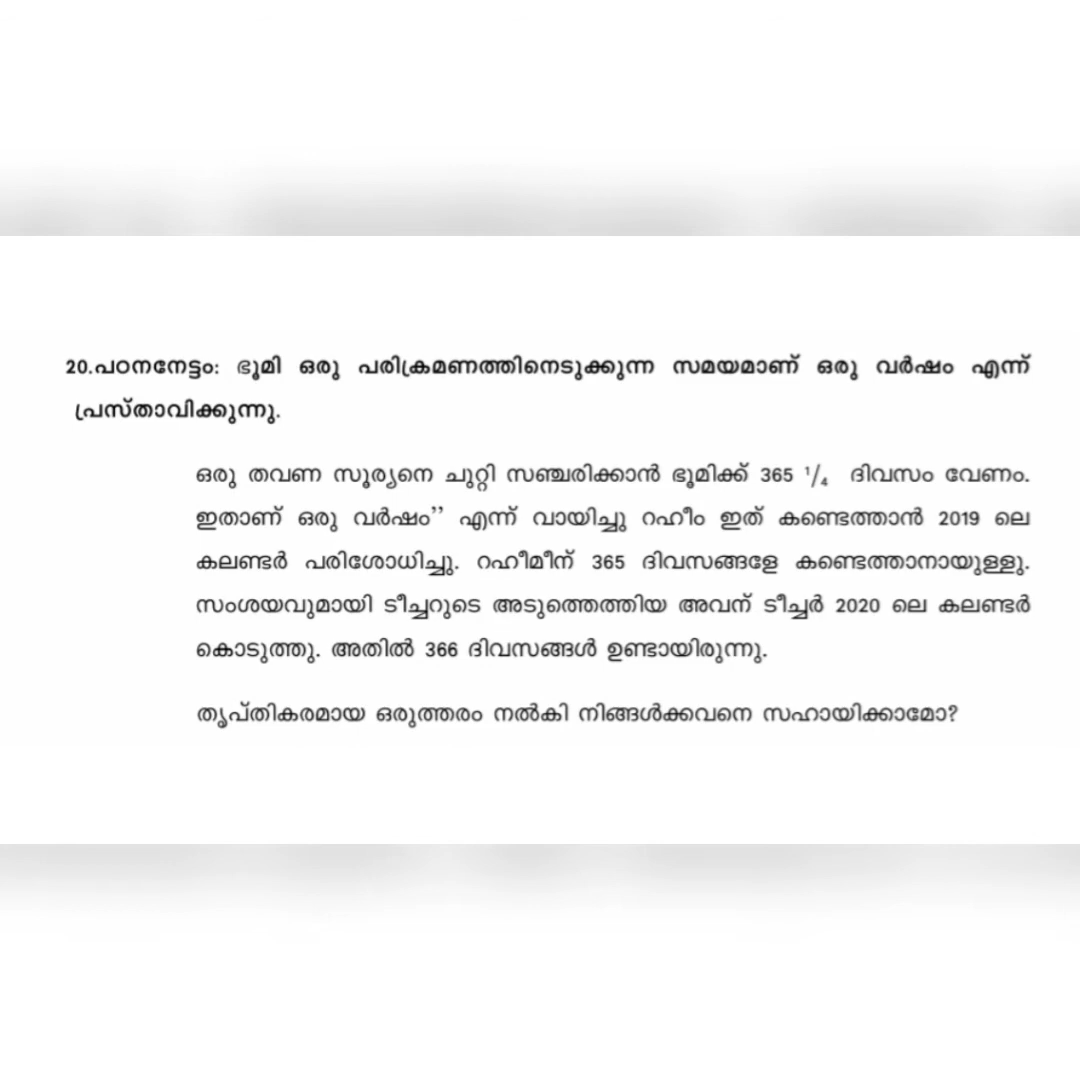 20.പഠനനേട്ടം: ഭൂമി ഒരു പരിക്രമണത്തിനെടുക്കുന്ന സമയമാണ് ഒരു വർഷം എന്ന്
പ്രസ്താവിക്കുന്നു.
ഒരു തവണ സൂര്യനെ ചുറ്റി സഞ്ചരിക്കാൻ ഭൂമിക്ക് 365 ¹/₄ ദിവസം വേണം.
ഇതാണ് ഒരു വർഷം’’ എന്ന് വായിച്ചു റഹീം ഇത് കണ്ടെത്താൻ 2019 ലെ
കലണ്ടർ പരിശോധിച്ചു. റഹീമീന് 365 ദിവസങ്ങളേ കണ്ടെത്താനായുള്ളു.
സംശയവുമായി ടീച്ചറുടെ അടുത്തെത്തിയ അവന് ടീച്ചർ 2020 ലെ കലണ്ടർ
കൊടുത്തു. അതിൽ 366 ദിവസങ്ങൾ ഉണ്ടായിരുന്നു.
തൃപ്തികരമായ ഒരുത്തരം നൽകി നിങ്ങൾക്കവനെ സഹായിക്കാമോ?